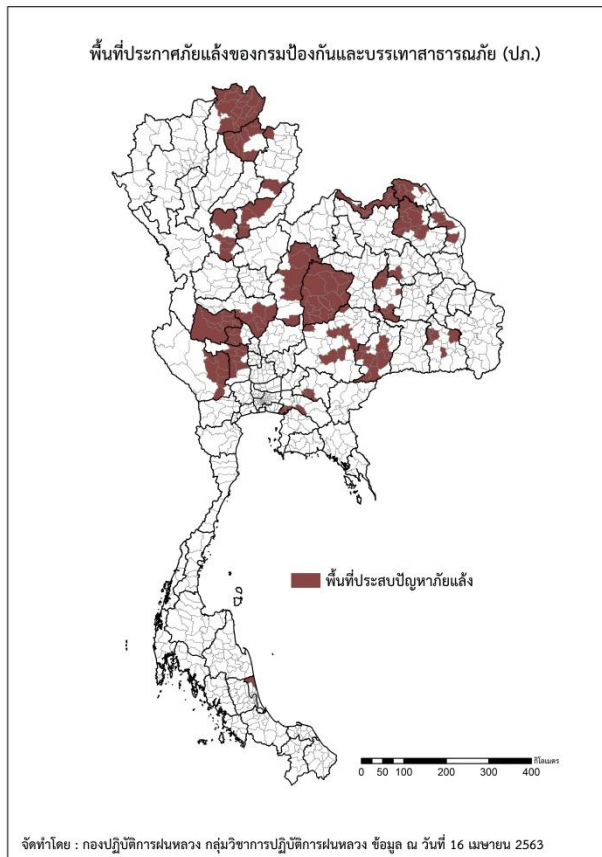 พื้นที่ประกาศภัยแล้งของกรมป้องกันและบรรเทาสาธารณภัย (ปภ.)
พื้นที่ประสบปัญหาภัยแล้ง
กิโลเมตร
0 50 100 200 300 400
จัดทำโดย : กองปฏิบัติการฝนหลวง กลุ่มวิชาการปฏิบัติการฝนหลวง ข้อมูล ณ วันที่ 16 เมษายน 2563